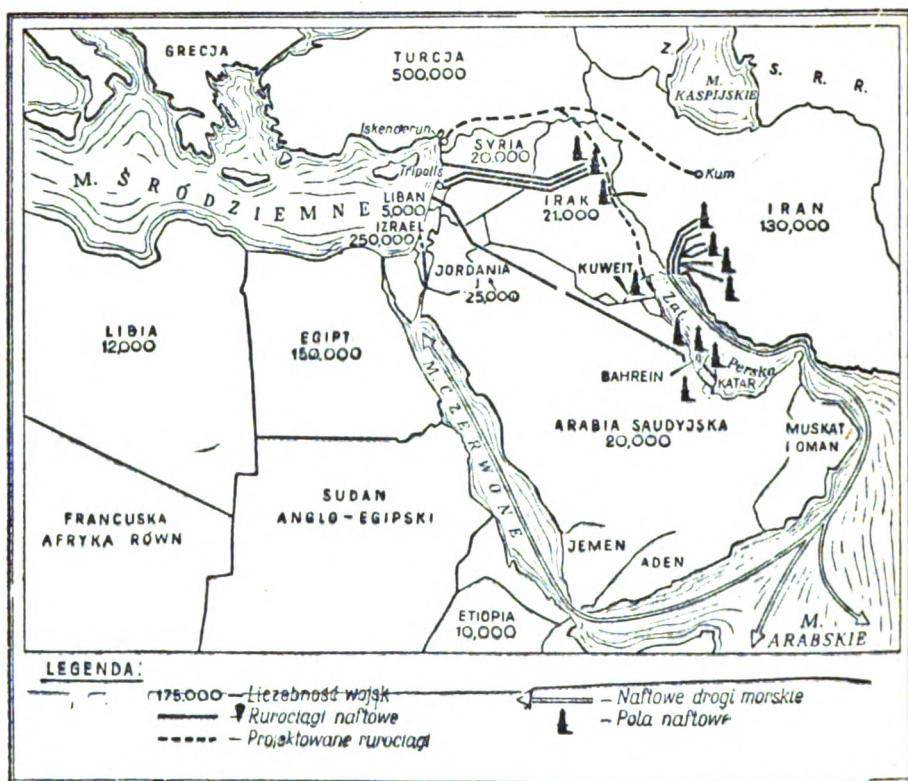 GRECJA
TURCJA
500,000
Z. S. R. R.
M. KASPIJSKIE
Iskenderun
SYRIA
20.000
Tripolis
Kum
M. ŚRÓDZIEMNE
LIBAN
5,000
IRAK
21.000
IRAN
130,000
IZRAEL
250,000
JORDANIA
25,000
KUWEIT
Zat. Perska
LIBIA
12,000
EGIPT
150,000
BAHREIN
KATAR
M. CZERWONE
ARABIA SAUDYJSKA
20,000
MUSKAT
I OMAN
FRANCUSKA
AFRYKA RÓWN
SUDAN
ANGLO-EGIPSKI
JEMEN
ADEN
ETIOPIA
10,000
M.
ARABSKIE
LEGENDA:
175.000 – Liczebność wojsk
– Rurociągi naftowe
– Projektowane rurociągi
– Naftowe drogi morskie
– Pola naftowe